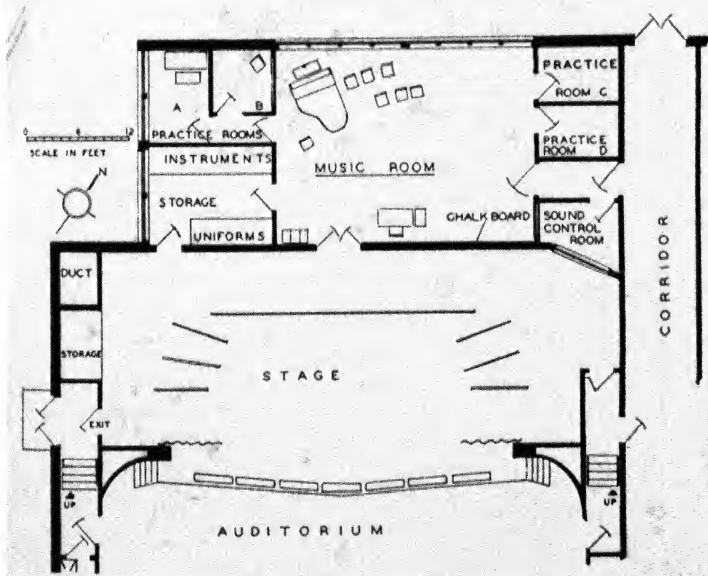 PRACTICE
ROOM C
A
B
PRACTICE ROOMS
0 6 12
SCALE IN FEET
PRACTICE
ROOM D
INSTRUMENTS
MUSIC ROOM
N
STORAGE
UNIFORMS
CHALK BOARD
SOUND
CONTROL
ROOM
DUCT
CORRIDOR
STORAGE
STAGE
EXIT
UP
UP
AUDITORIUM